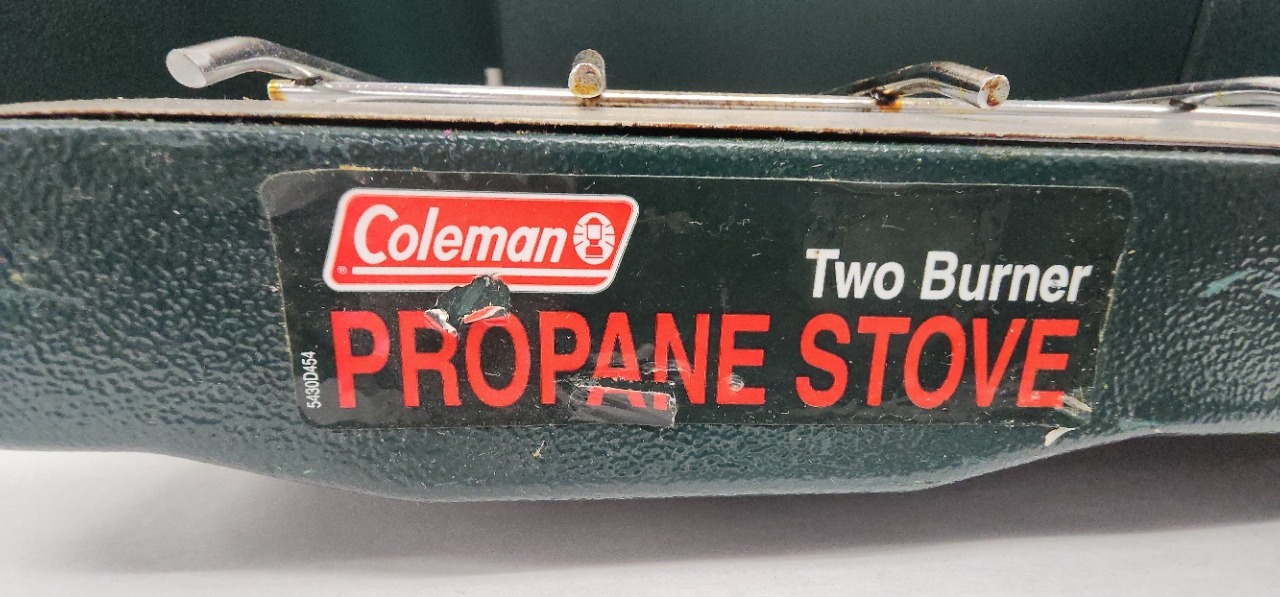 Coleman
®
Two Burner
PROPANE STOVE
5430D454